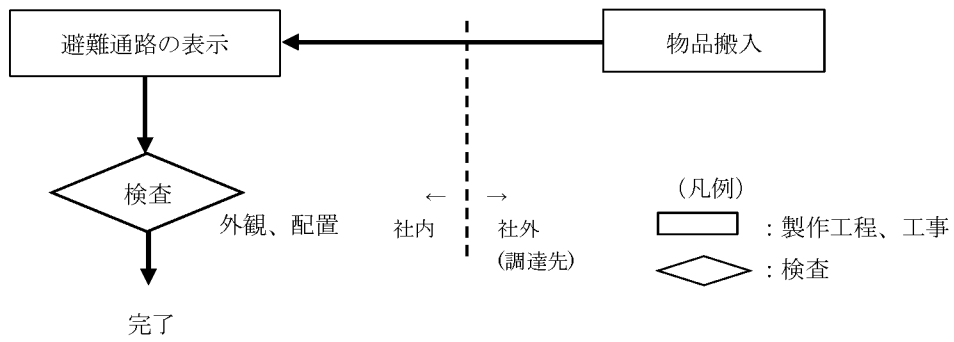 避難通路の表示
物品搬入
検査
外観、配置
← →
社内
社外
(調達先)
(凡例)
：製作工程、工事
：検査
完了